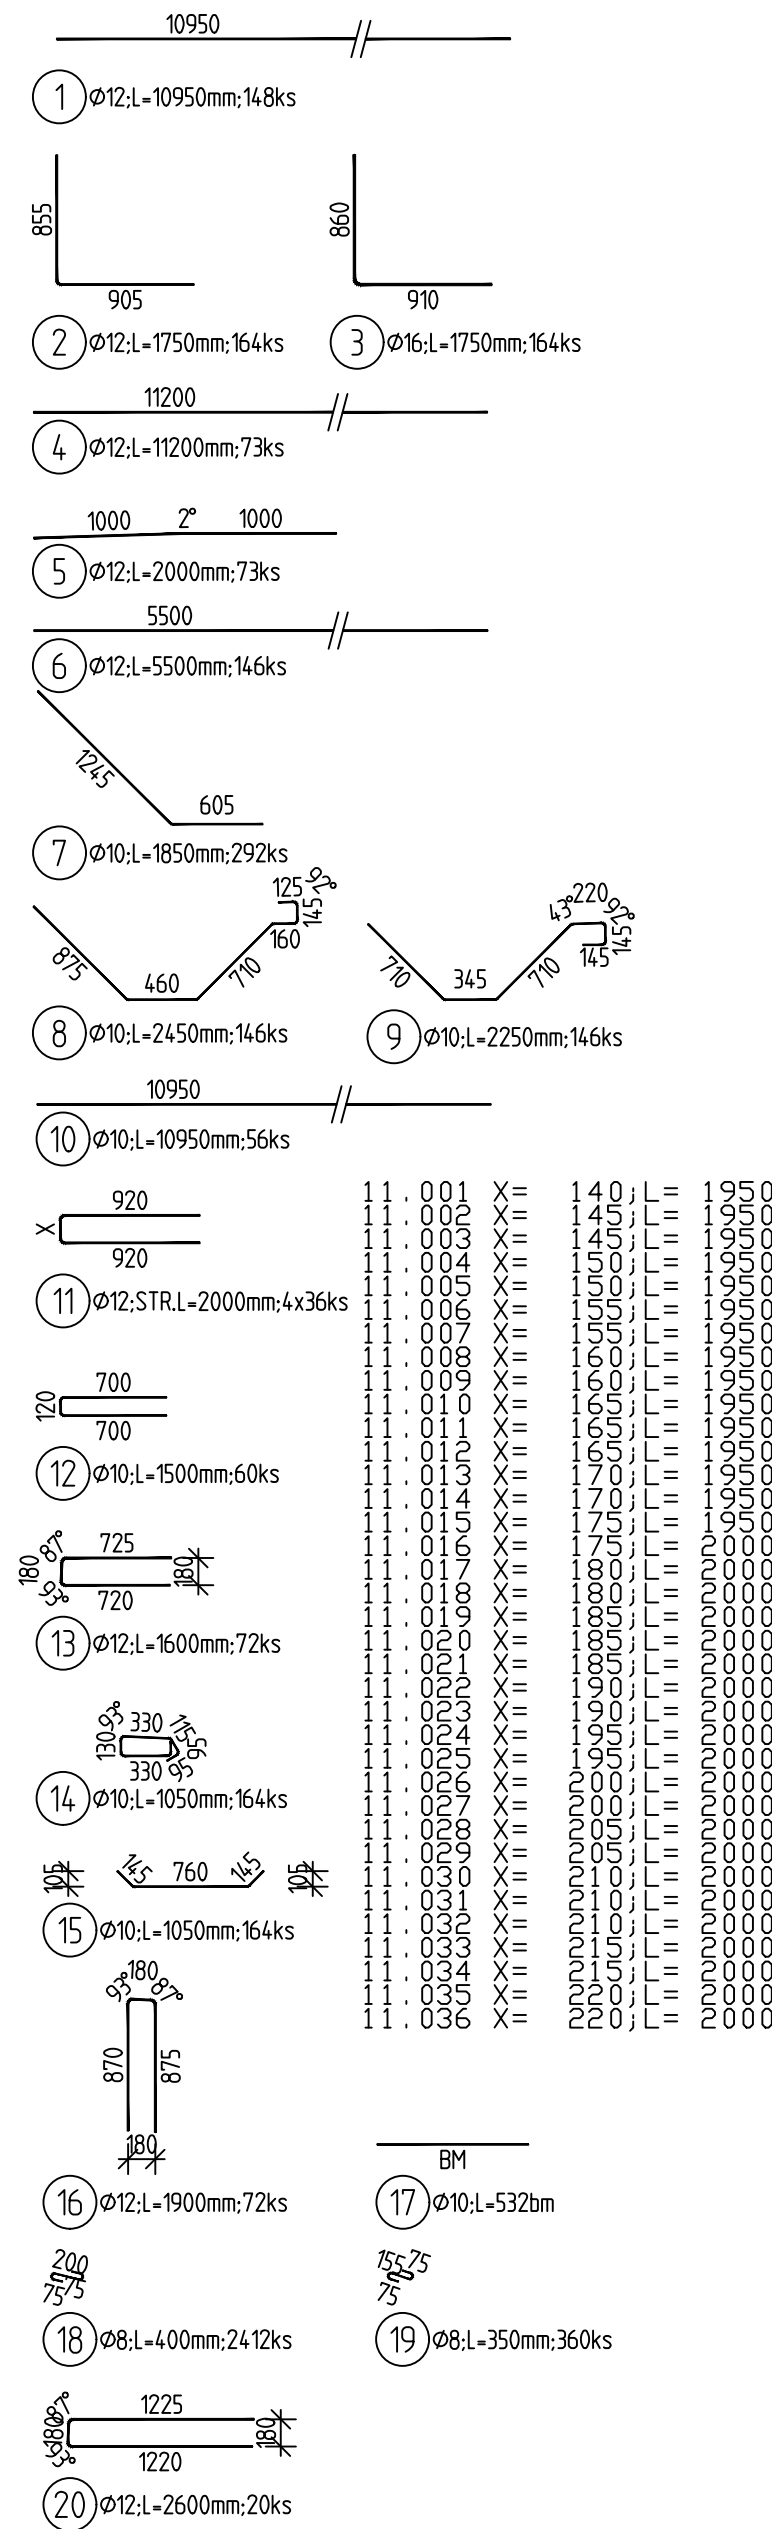 10950
1 Ø12;L=10950mm;148ks
855
905
2 Ø12;L=1750mm;164ks
860
910
3 Ø16;L=1750mm;164ks
11200
4 Ø12;L=11200mm;73ks
1000 2° 1000
5 Ø12;L=2000mm;73ks
5500
6 Ø12;L=5500mm;146ks
1245
605
7 Ø10;L=1850mm;292ks
875
460
710
160
125
92°
145
8 Ø10;L=2450mm;146ks
710
345
710
43°
220
92°
145
145
9 Ø10;L=2250mm;146ks
10950
10 Ø10;L=10950mm;56ks
920
X
920
11 Ø12;STR.L=2000mm;4x36ks
11.001 X= 140;L= 1950
11.002 X= 145;L= 1950
11.003 X= 145;L= 1950
11.004 X= 150;L= 1950
11.005 X= 150;L= 1950
11.006 X= 155;L= 1950
11.007 X= 155;L= 1950
11.008 X= 160;L= 1950
11.009 X= 160;L= 1950
11.010 X= 165;L= 1950
11.011 X= 165;L= 1950
11.012 X= 165;L= 1950
11.013 X= 170;L= 1950
11.014 X= 170;L= 1950
11.015 X= 175;L= 1950
11.016 X= 175;L= 2000
11.017 X= 180;L= 2000
11.018 X= 180;L= 2000
11.019 X= 185;L= 2000
11.020 X= 185;L= 2000
11.021 X= 185;L= 2000
11.022 X= 190;L= 2000
11.023 X= 190;L= 2000
11.024 X= 195;L= 2000
11.025 X= 195;L= 2000
11.026 X= 200;L= 2000
11.027 X= 200;L= 2000
11.028 X= 205;L= 2000
11.029 X= 205;L= 2000
11.030 X= 210;L= 2000
11.031 X= 210;L= 2000
11.032 X= 210;L= 2000
11.033 X= 215;L= 2000
11.034 X= 215;L= 2000
11.035 X= 220;L= 2000
11.036 X= 220;L= 2000
700
120
700
12 Ø10;L=1500mm;60ks
87° 725
180
180
93° 720
13 Ø12;L=1600mm;72ks
93° 330 115
130
95
330 95
14 Ø10;L=1050mm;164ks
105
145 760 145
105
15 Ø10;L=1050mm;164ks
180
93° 87°
870
875
180
16 Ø12;L=1900mm;72ks
BM
17 Ø10;L=532bm
200
75 75
18 Ø8;L=400mm;2412ks
155 75
75
19 Ø8;L=350mm;360ks
87° 1225
180
180
93° 1220
20 Ø12;L=2600mm;20ks